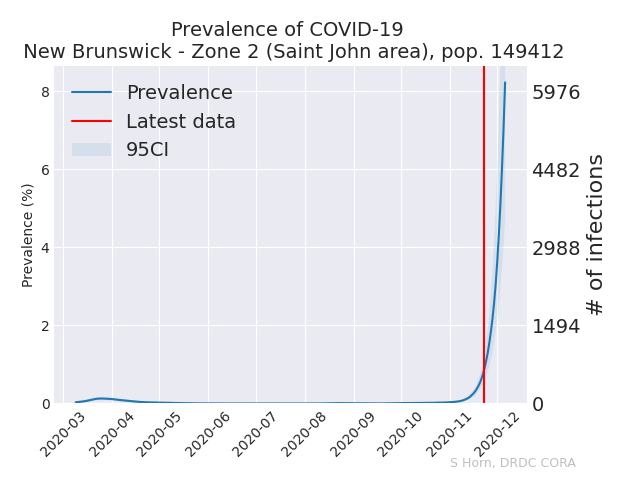 Prevalence of COVID-19
New Brunswick - Zone 2 (Saint John area), pop. 149412
Prevalence
Latest data
95CI
Prevalence (%)
8
6
4
2
0
5976
4482
2988
1494
0
# of infections
2020-03
2020-04
2020-05
2020-06
2020-07
2020-08
2020-09
2020-10
2020-11
2020-12
S Horn, DRDC CORA